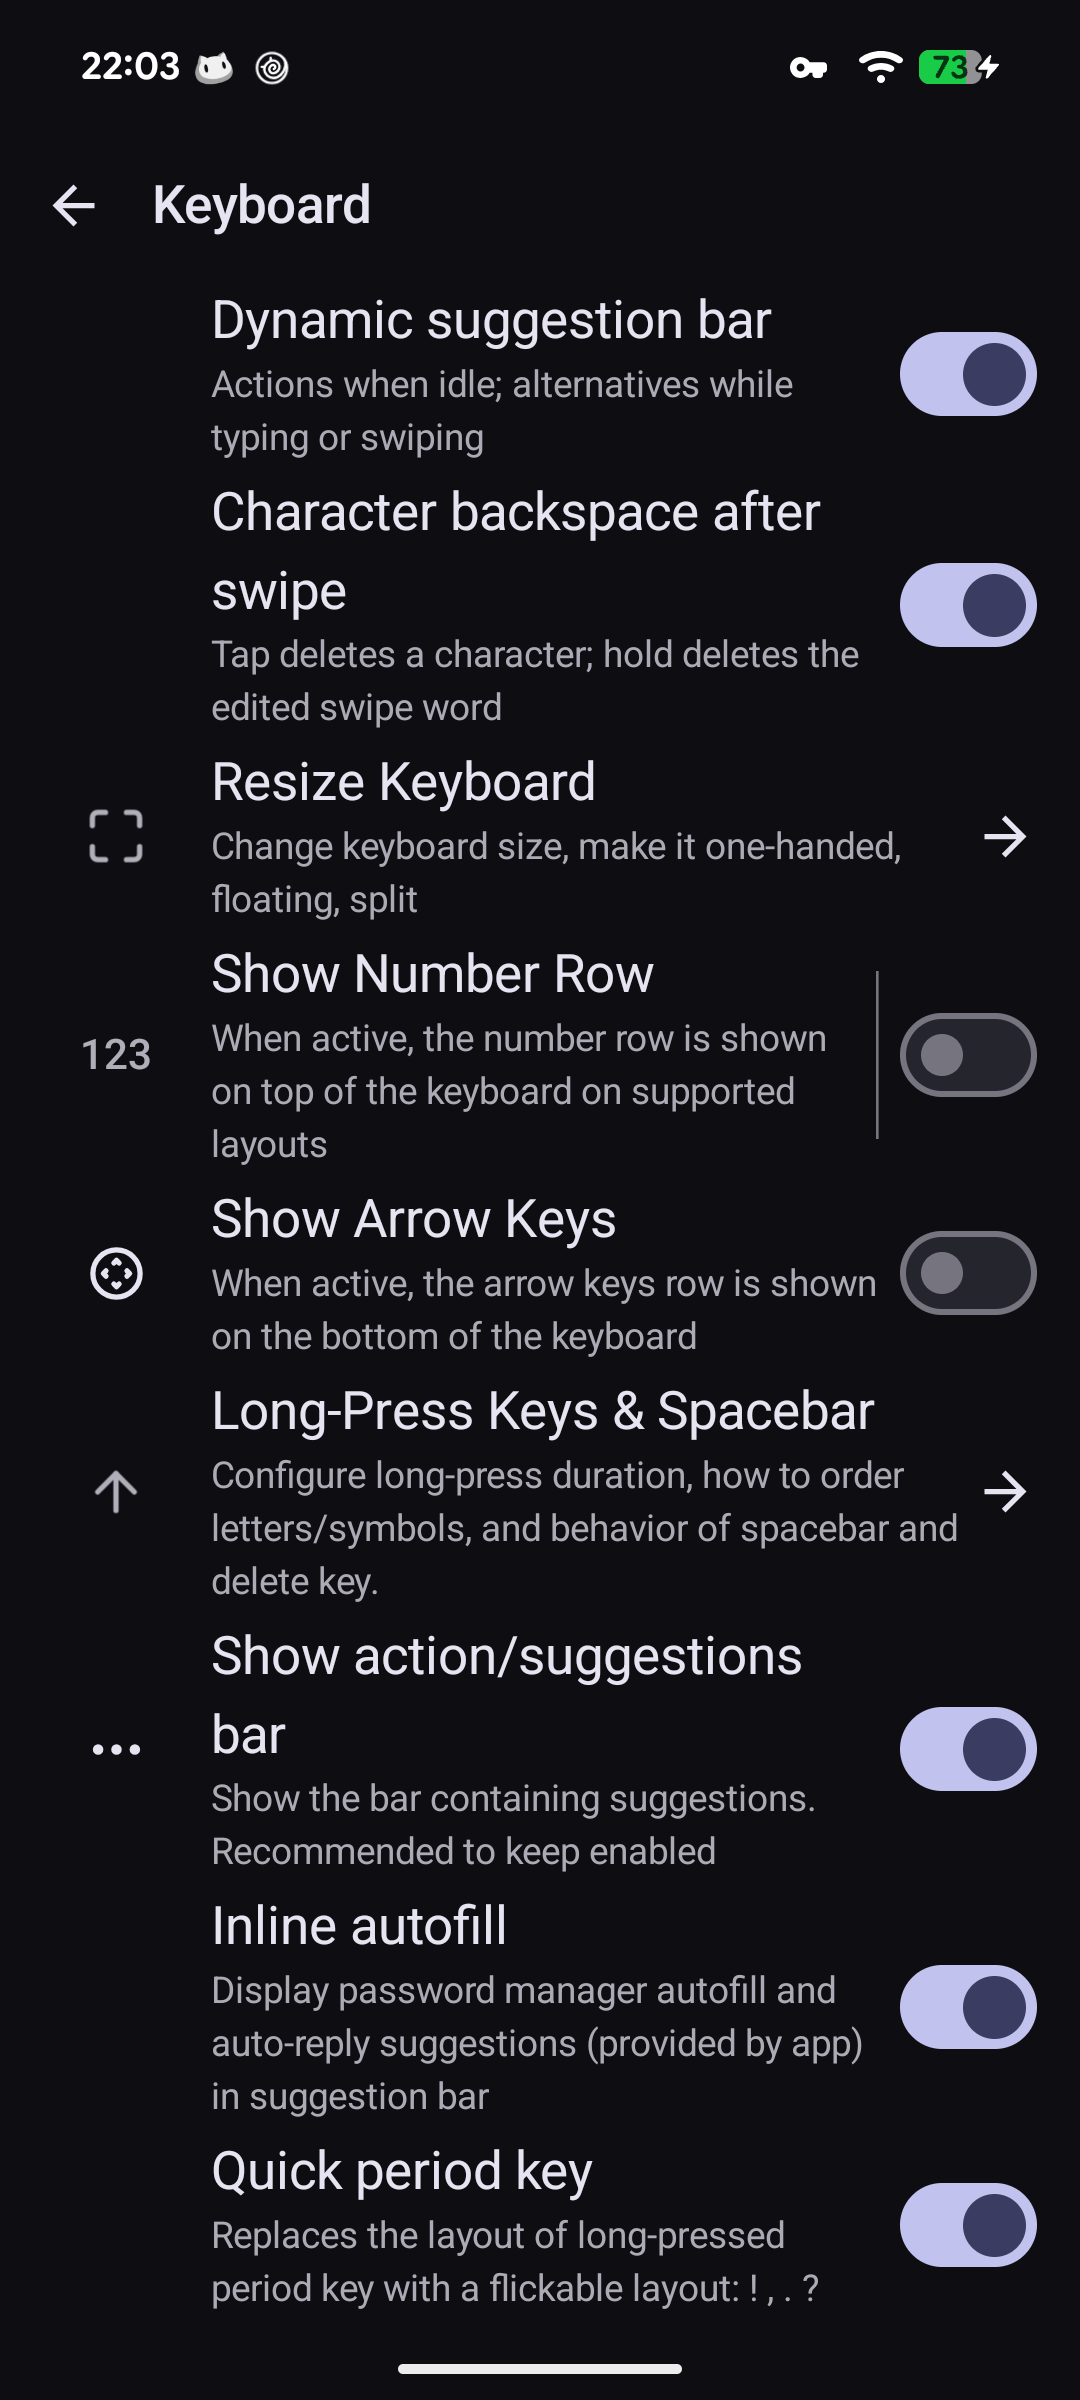 22:03
73
Keyboard
Dynamic suggestion bar
Actions when idle; alternatives while
typing or swiping
Character backspace after
swipe
Tap deletes a character; hold deletes the
edited swipe word
Resize Keyboard
Change keyboard size, make it one-handed,
floating, split
123
Show Number Row
When active, the number row is shown
on top of the keyboard on supported
layouts
Show Arrow Keys
When active, the arrow keys row is shown
on the bottom of the keyboard
Long-Press Keys & Spacebar
Configure long-press duration, how to order
letters/symbols, and behavior of spacebar and
delete key.
Show action/suggestions
bar
Show the bar containing suggestions.
Recommended to keep enabled
Inline autofill
Display password manager autofill and
auto-reply suggestions (provided by app)
in suggestion bar
Quick period key
Replaces the layout of long-pressed
period key with a flickable layout: ! , . ?